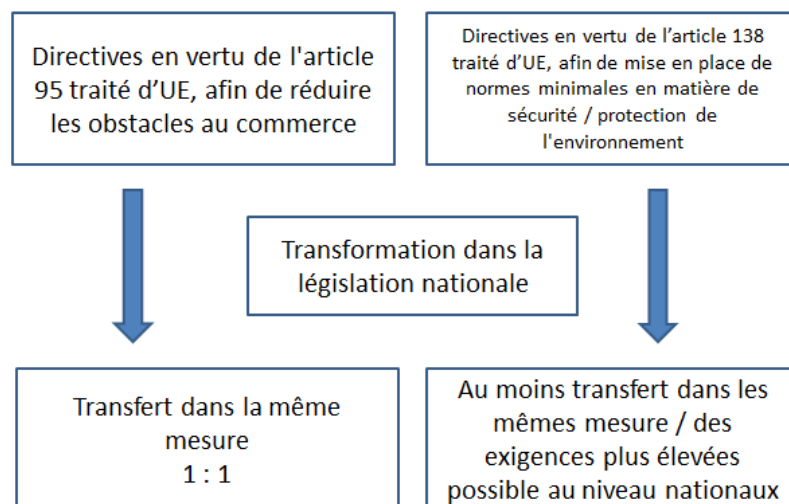 Directives en vertu de l'article
95 traité d’UE, afin de réduire
les obstacles au commerce
Directives en vertu de l’article 138
traité d’UE, afin de mise en place de
normes minimales en matière de
sécurité / protection de
l'environnement
Transformation dans la
législation nationale
Transfert dans la même
mesure
1 : 1
Au moins transfert dans les
mêmes mesure / des
exigences plus élevées
possible au niveau nationaux